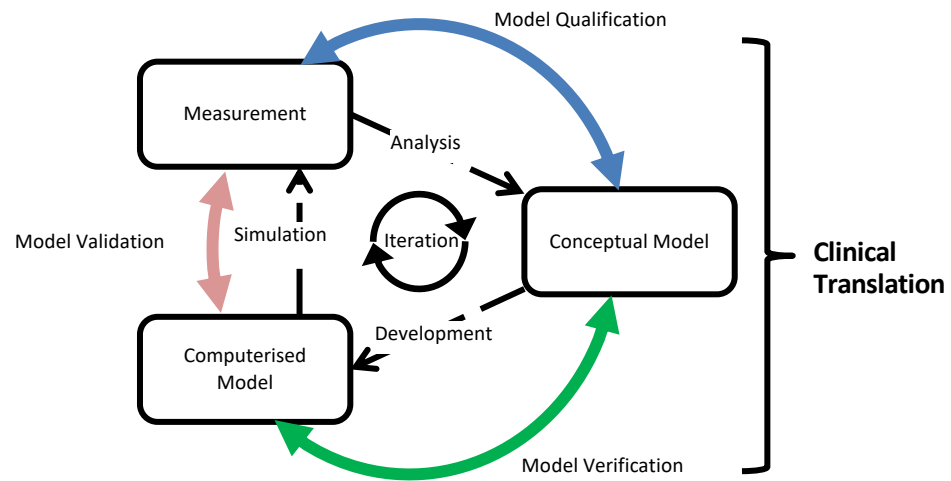 Model Qualification
Measurement
Analysis
Model Validation
Simulation
Iteration
Conceptual Model
Clinical
Translation
Development
Computerised
Model
Model Verification